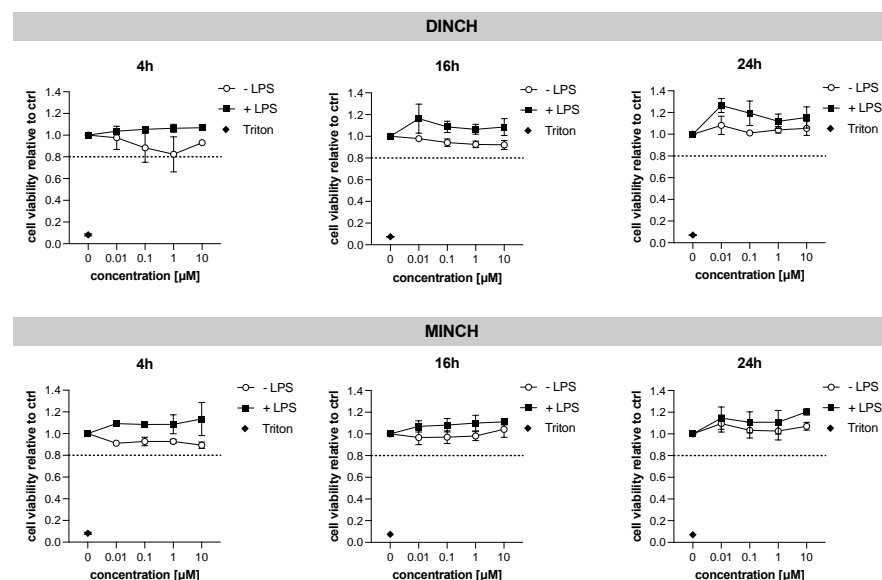 DINCH
4h
16h
24h
- LPS
+ LPS
Triton
- LPS
+ LPS
Triton
- LPS
+ LPS
Triton
cell viability relative to ctrl
1.4
1.2
1.0
0.8
0.6
0.4
0.2
0.0
0 0.01 0.1 1 10
concentration [µM]
cell viability relative to ctrl
1.4
1.2
1.0
0.8
0.6
0.4
0.2
0.0
0 0.01 0.1 1 10
concentration [µM]
cell viability relative to ctrl
1.4
1.2
1.0
0.8
0.6
0.4
0.2
0.0
0 0.01 0.1 1 10
concentration [µM]
MINCH
4h
16h
24h
- LPS
+ LPS
Triton
- LPS
+ LPS
Triton
- LPS
+ LPS
Triton
cell viability relative to ctrl
1.4
1.2
1.0
0.8
0.6
0.4
0.2
0.0
0 0.01 0.1 1 10
concentration [µM]
cell viability relative to ctrl
1.4
1.2
1.0
0.8
0.6
0.4
0.2
0.0
0 0.01 0.1 1 10
concentration [µM]
cell viability relative to ctrl
1.4
1.2
1.0
0.8
0.6
0.4
0.2
0.0
0 0.01 0.1 1 10
concentration [µM]